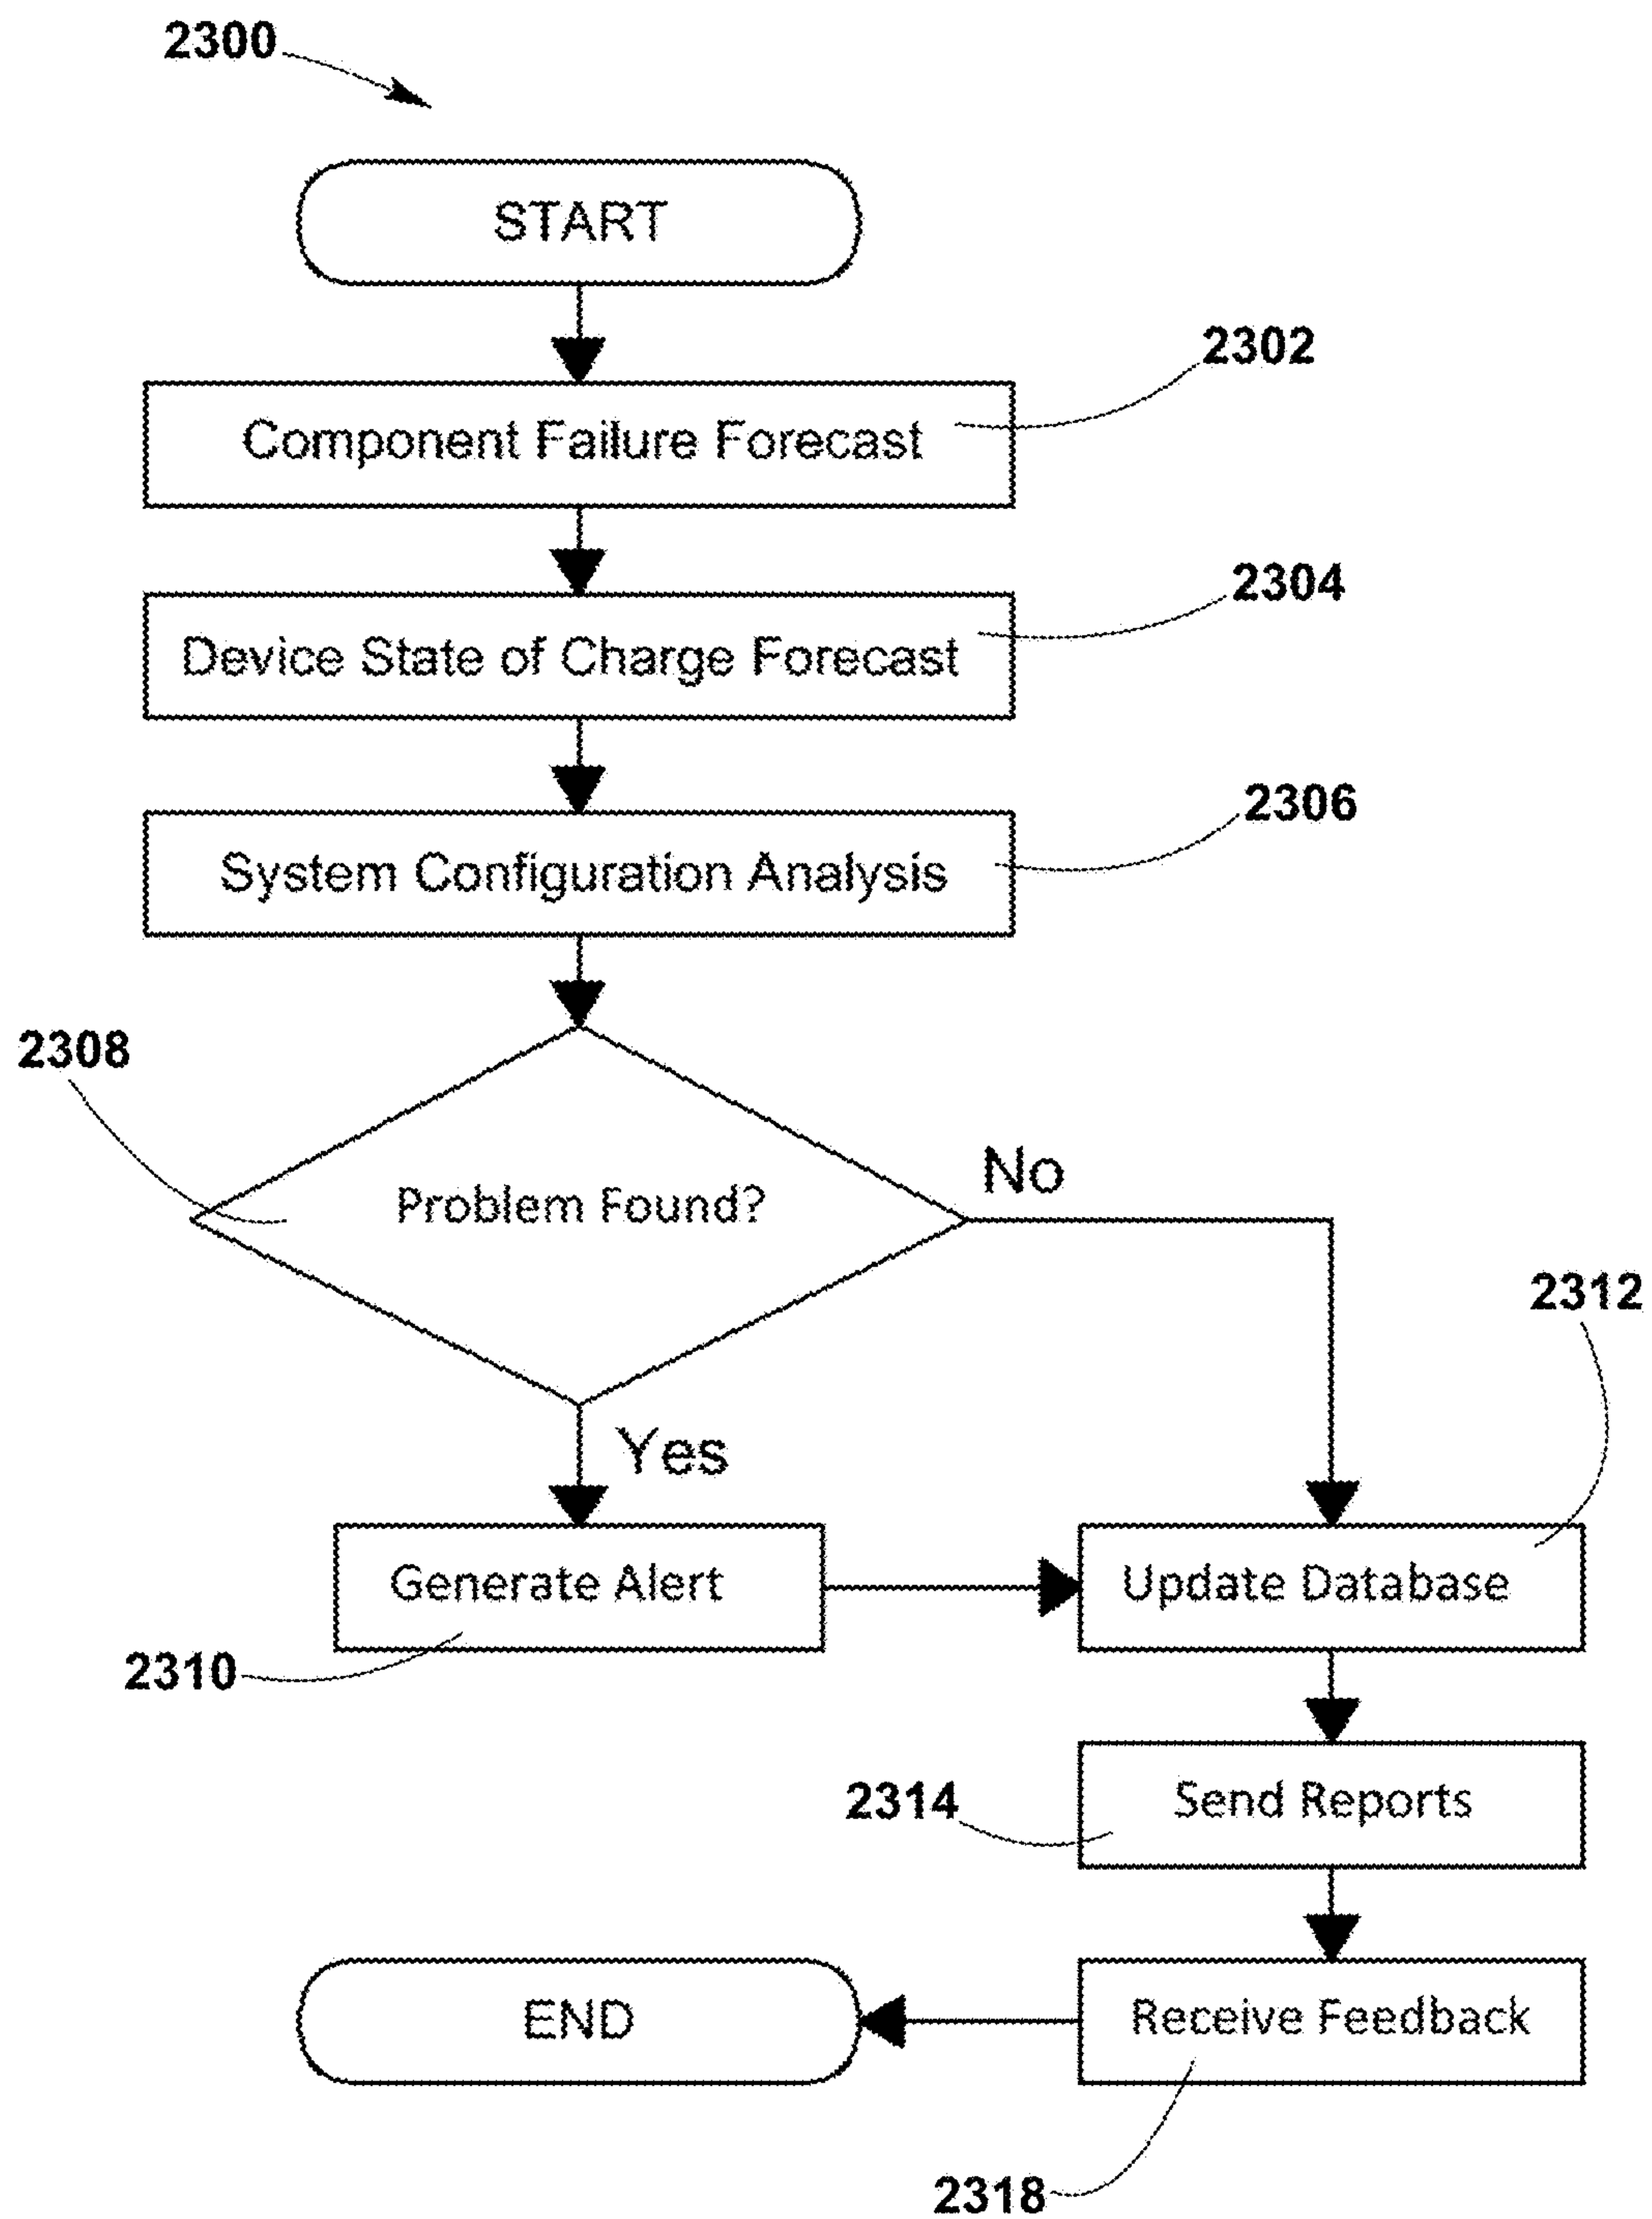 2300
START
2302
Component Failure Forecast
2304
Device State of Charge Forecast
2306
System Configuration Analysis
2308
Problem Found?
No
2312
Yes
Generate Alert
Update Database
2310
2314
Send Reports
END
Receive Feedback
2318